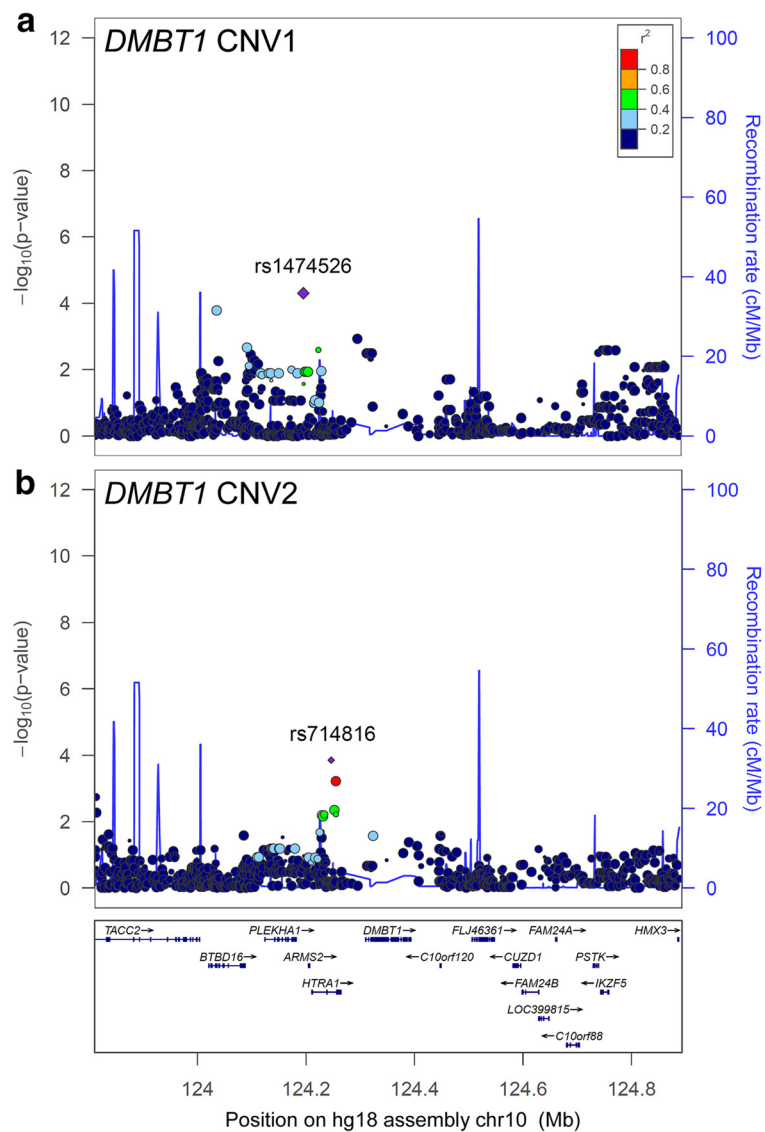 a
DMBT1 CNV1
12
10
8
6
4
2
0
−log10(p−value)
100
80
60
40
20
0
Recombination rate (cM/Mb)
r2
0.8
0.6
0.4
0.2
rs1474526
b
DMBT1 CNV2
12
10
8
6
4
2
0
−log10(p−value)
100
80
60
40
20
0
Recombination rate (cM/Mb)
rs714816
TACC2→ PLEKHA1→ DMBT1→ FLJ46361→ FAM24A→ HMX3→
BTBD16→ ARMS2→ ←C10orf120 ←CUZD1 PSTK→
HTRA1→ ←FAM24B ←IKZF5
LOC399815→
←C10orf88
124 124.2 124.4 124.6 124.8
Position on hg18 assembly chr10 (Mb)